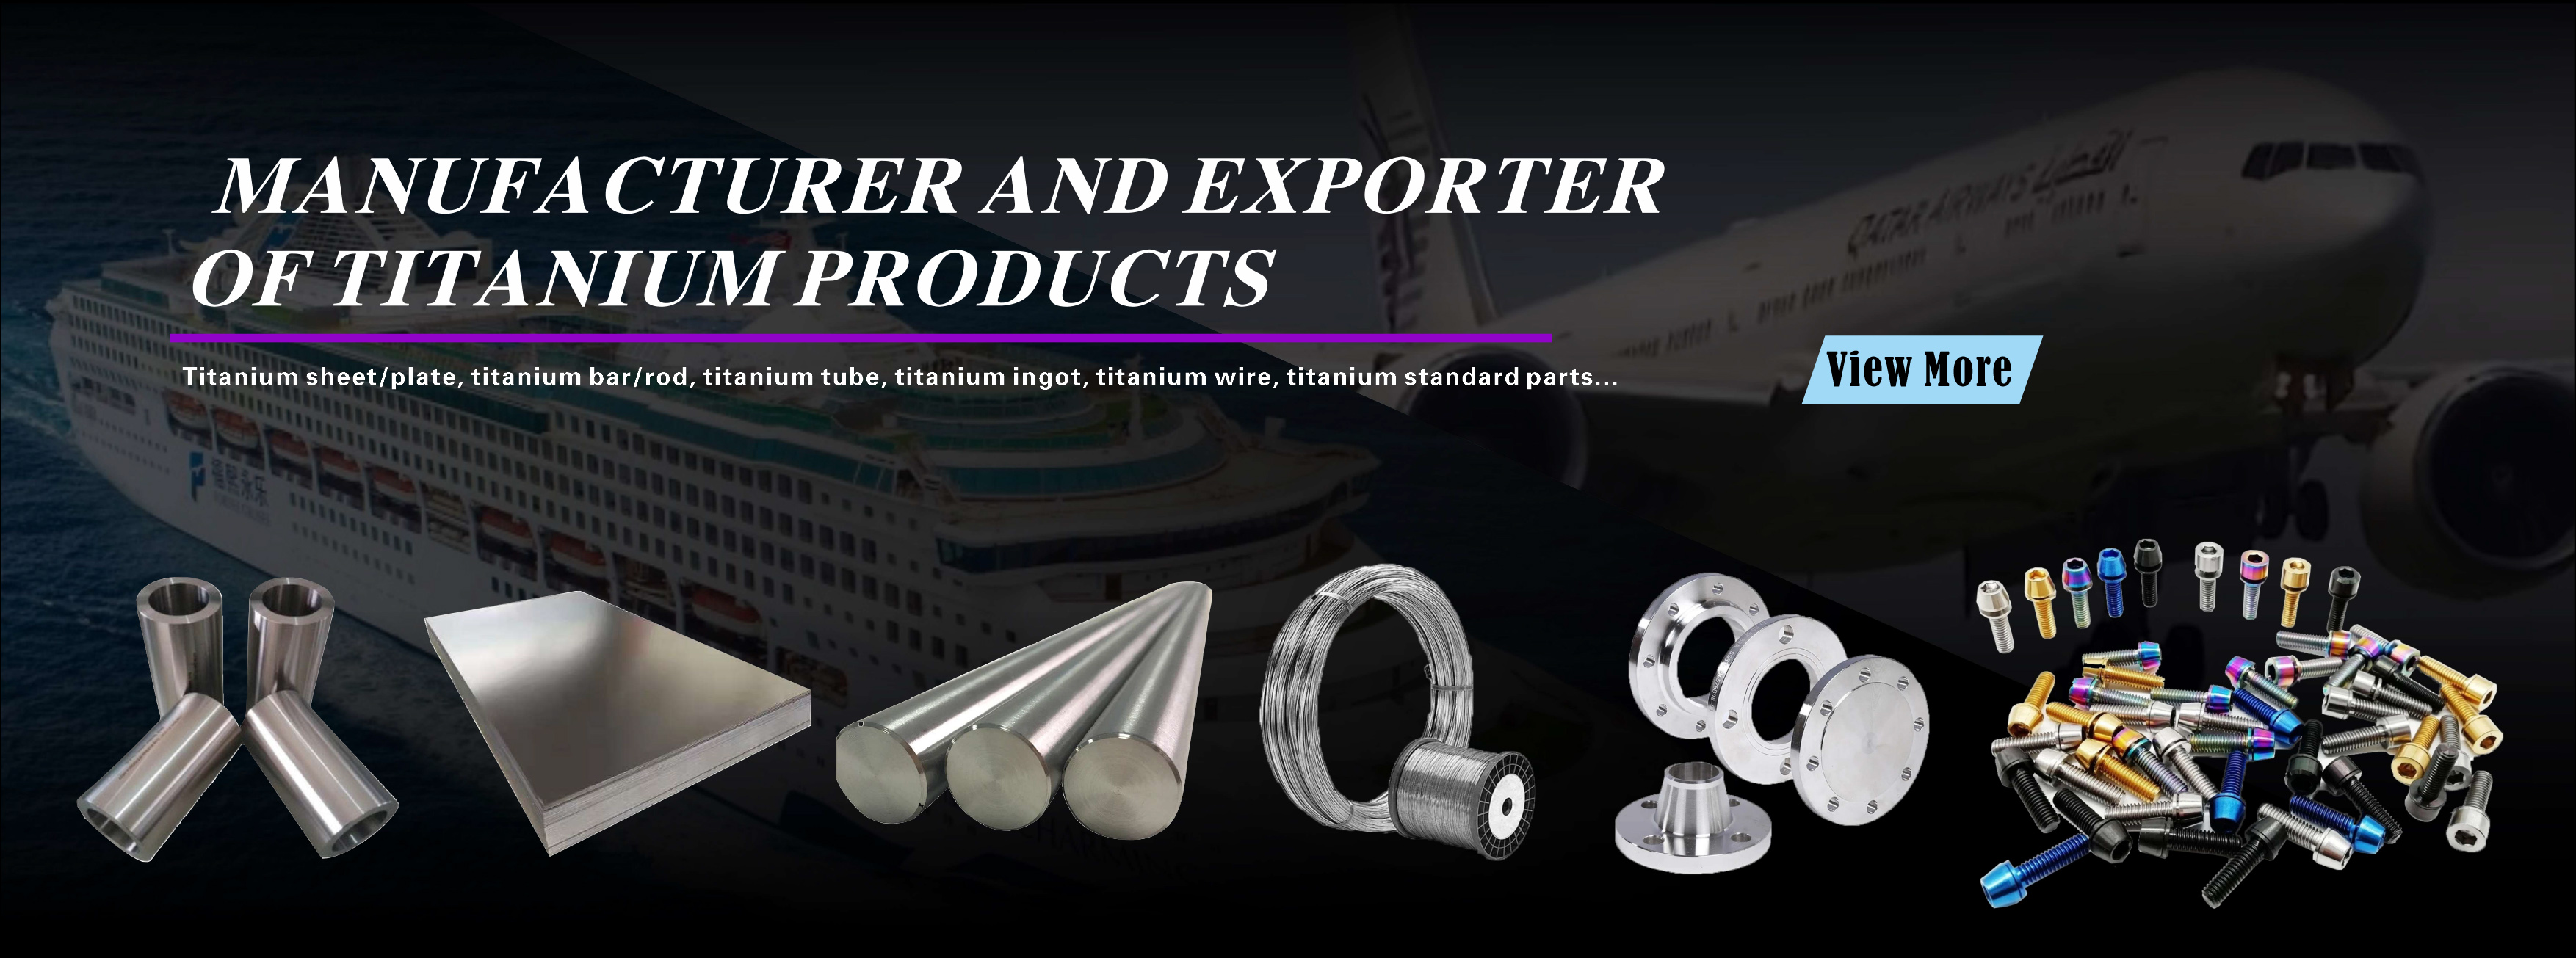 MANUFACTURER AND EXPORTER
OF TITANIUM PRODUCTS
Titanium sheet/plate, titanium bar/rod, titanium tube, titanium ingot, titanium wire, titanium standard parts...
View More
QATAR AIRWAYS القطرية